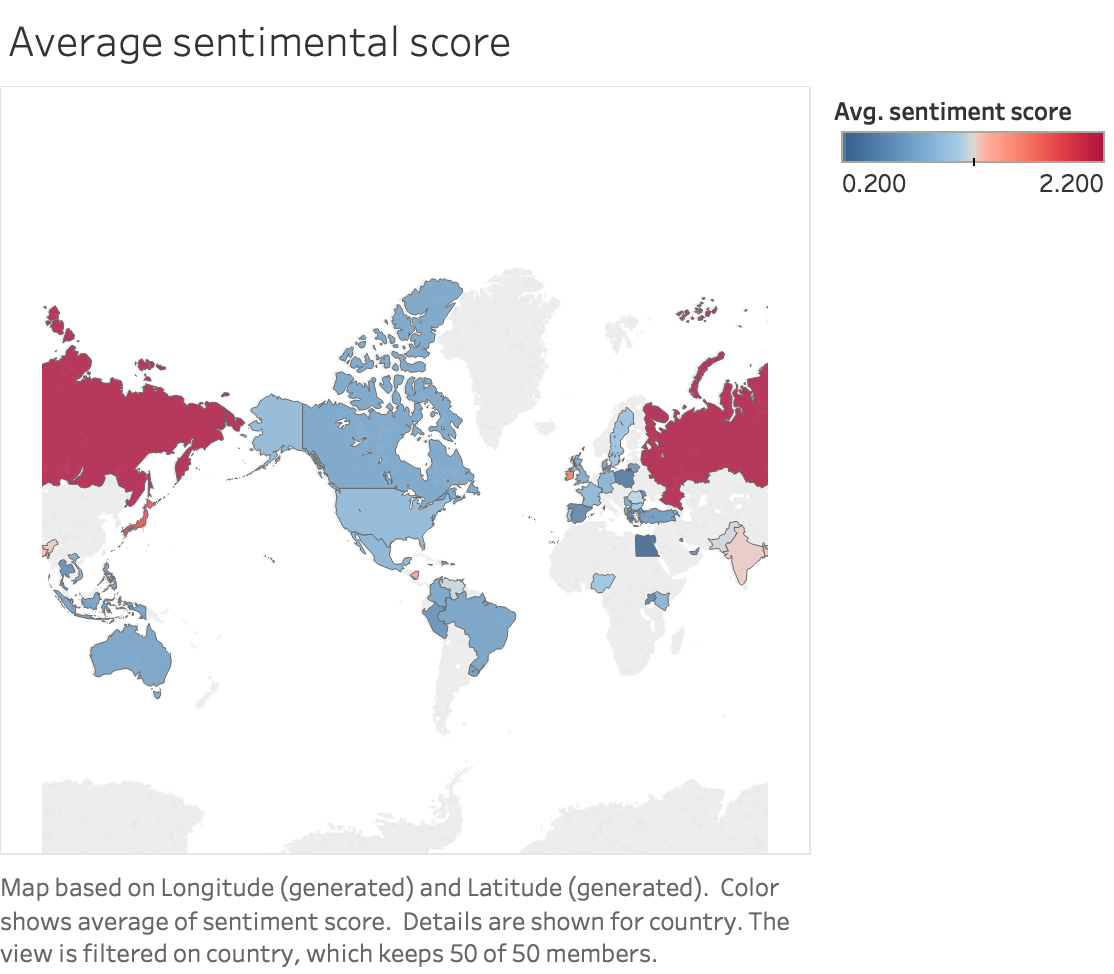 Average sentimental score
Avg. sentiment score
0.200
2.200
Map based on Longitude (generated) and Latitude (generated).  Color
shows average of sentiment score.  Details are shown for country. The
view is filtered on country, which keeps 50 of 50 members.